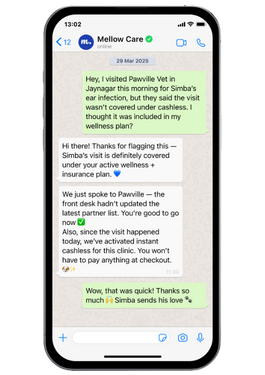 13:02
12
m.
Mellow Care
online
29 Mar 2025
Hey, I visited Pawville Vet in
Jaynagar this morning for Simba's
ear infection, but they said the visit
wasn't covered under cashless. I
thought it was included in my
wellness plan?
Hi there! Thanks for flagging this —
Simba's visit is definitely covered
under your active wellness +
insurance plan. 💙
We just spoke to Pawville — the
front desk hadn't updated the
latest partner list. You're good to go
now ✅
Also, since the visit happened
today, we've activated instant
cashless for this clinic. You won't
have to pay anything at checkout.
🐶✨
11:49
Wow, that was quick! Thanks so
much 🙌 Simba sends his love 🐾